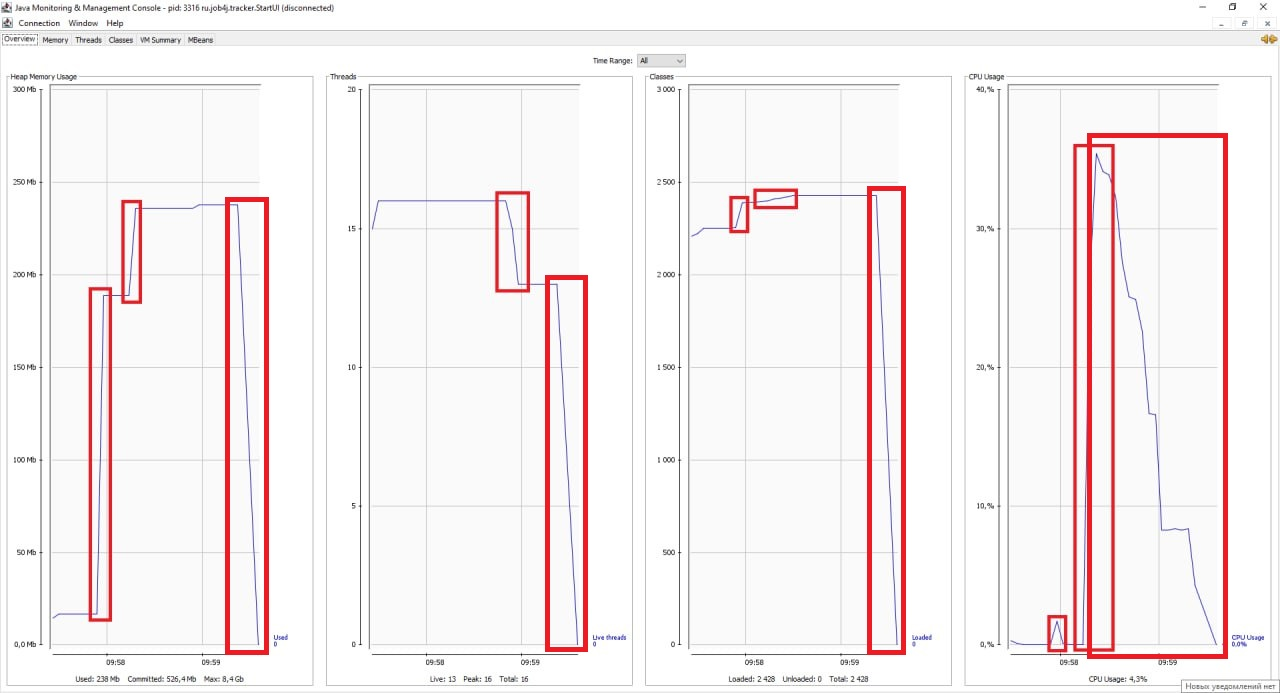 Java Monitoring & Management Console - pid: 3316 ru.job4j.tracker.StartUI (disconnected)
Connection Window Help
Overview Memory Threads Classes VM Summary MBeans
Time Range: All
Heap Memory Usage
300 Mb
250 Mb
200 Mb
150 Mb
100 Mb
50 Mb
0,0 Mb
09:58 09:59
Used
0
Used: 238 Mb Committed: 526,4 Mb Max: 8,4 Gb
Threads
20
15
10
5
0
09:58 09:59
Live threads
0
Live: 13 Peak: 16 Total: 16
Classes
3 000
2 500
2 000
1 500
1 000
500
0
09:58 09:59
Loaded
0
Loaded: 2 428 Unloaded: 0 Total: 2 428
CPU Usage
40,%
30,%
20,%
10,%
0,%
09:58 09:59
CPU Usage
0.0%
CPU Usage: 4,3%
Новых уведомлений нет